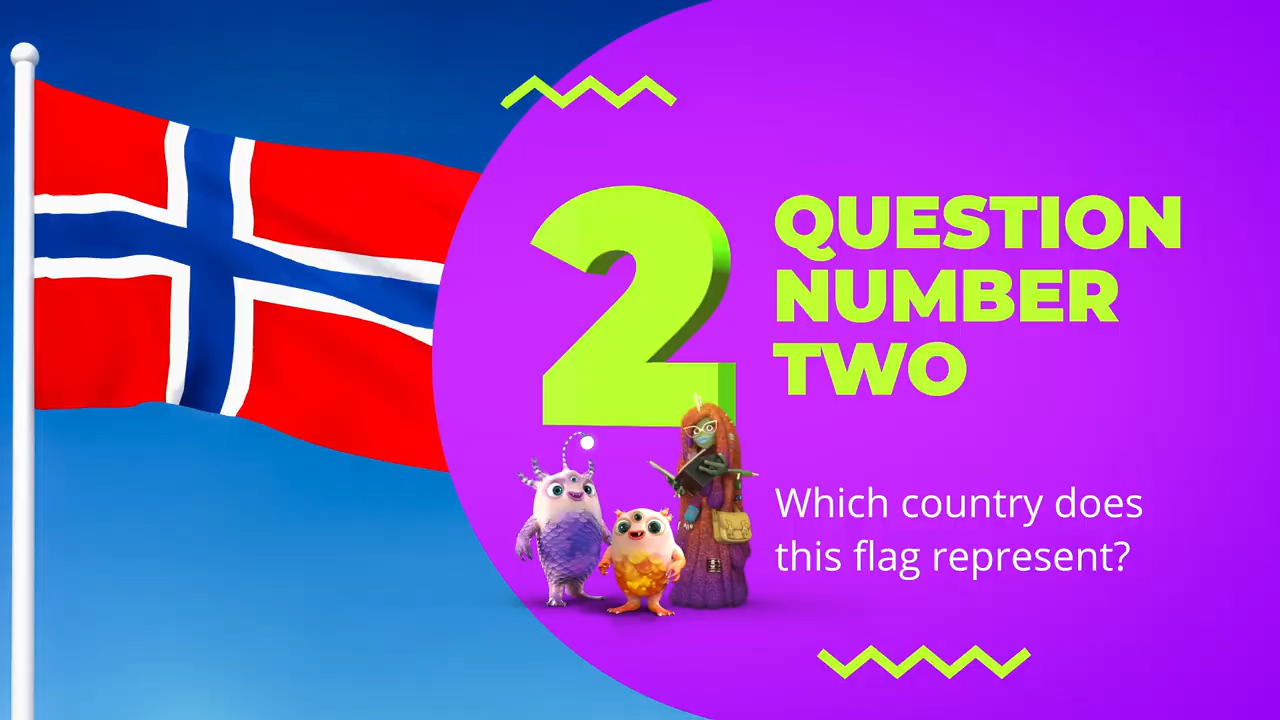 2
QUESTION
NUMBER
TWO
Which country does
this flag represent?